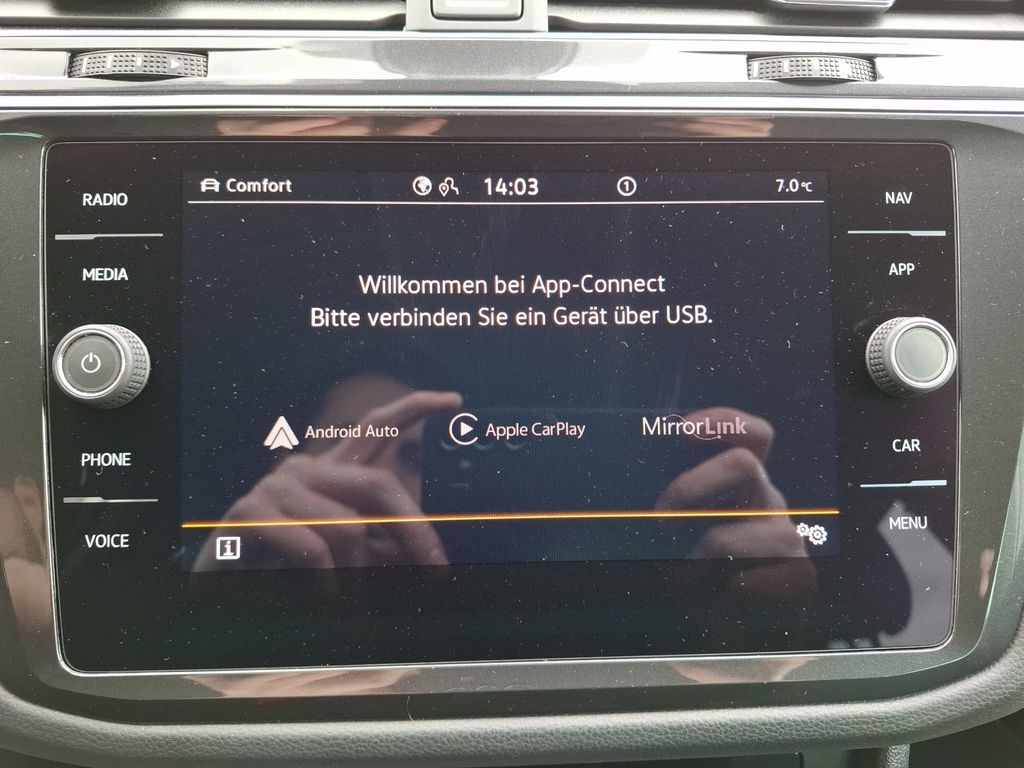 Comfort 14:03 1 7.0°C
RADIO
MEDIA
PHONE
VOICE
Willkommen bei App-Connect
Bitte verbinden Sie ein Gerät über USB.
Android Auto Apple CarPlay MirrorLink
i
NAV
APP
CAR
MENU